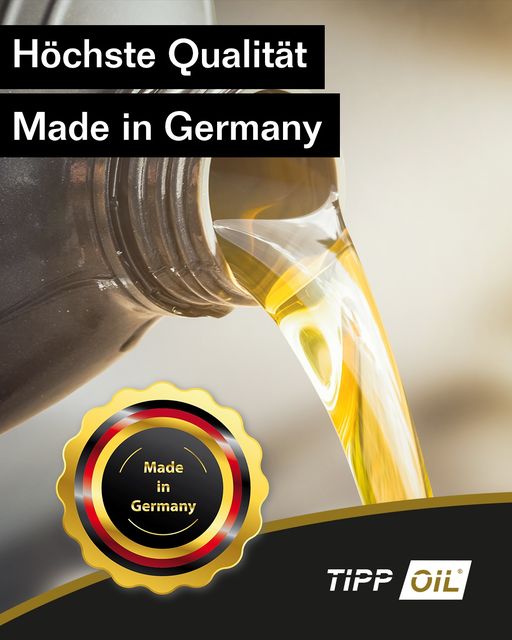 Höchste Qualität
Made in Germany
Made
in
Germany
TIPP OIL®